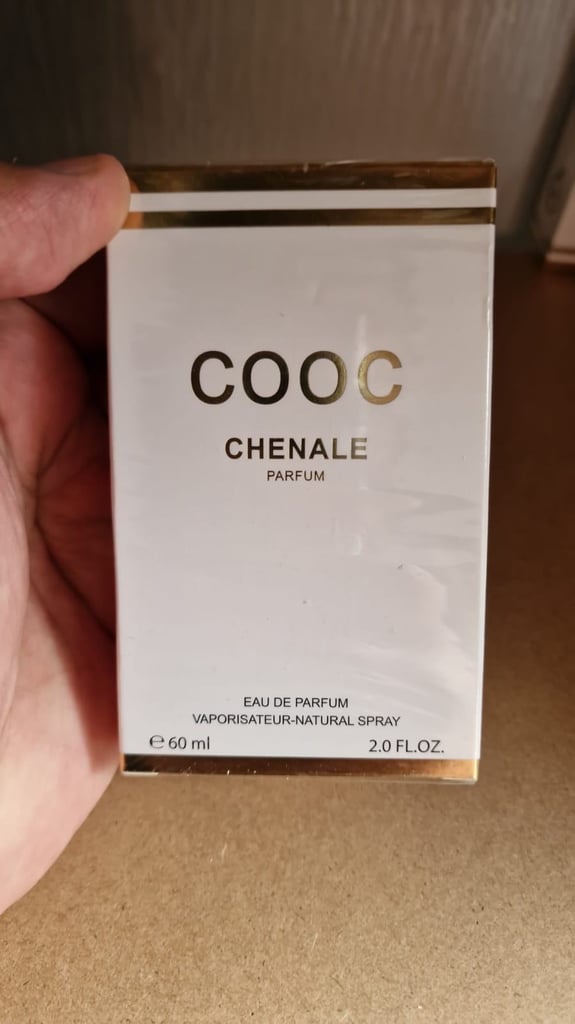 COOC
CHENALE
PARFUM
EAU DE PARFUM
VAPORISATEUR-NATURAL SPRAY
℮ 60 ml 2.0 FL.OZ.